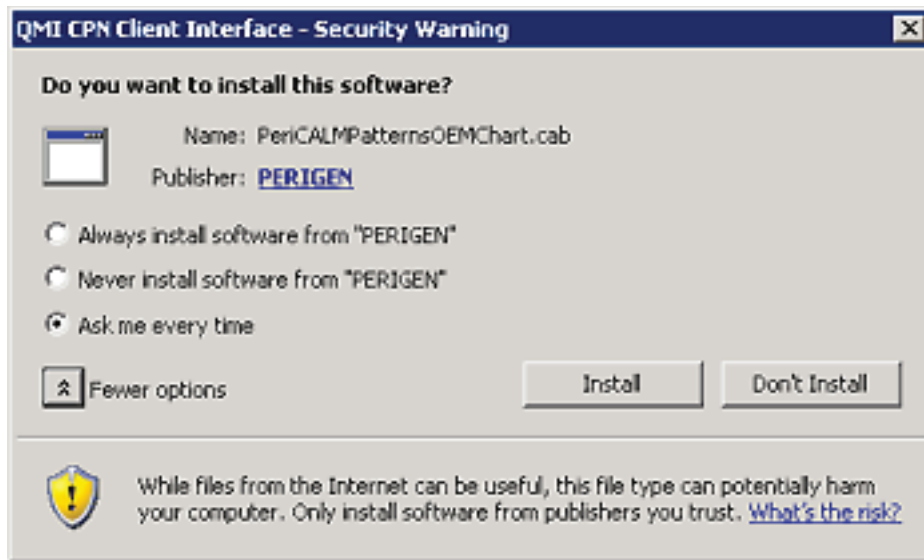 QMI CPN Client Interface - Security Warning
Do you want to install this software?
Name: PeriCALMPatternsOEMChart.cab
Publisher: PERIGEN
Always install software from "PERIGEN"
Never install software from "PERIGEN"
Ask me every time
Fewer options
Install
Don't Install
While files from the Internet can be useful, this file type can potentially harm
your computer. Only install software from publishers you trust. What's the risk?